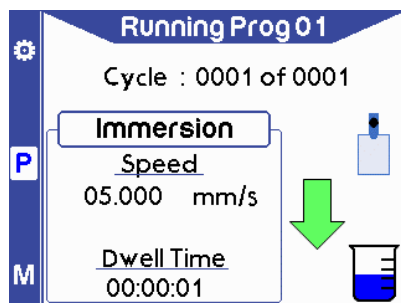 Running Prog 01
Cycle : 0001 of 0001
Immersion
P
Speed
05.000 mm/s
Dwell Time
M
00:00:01